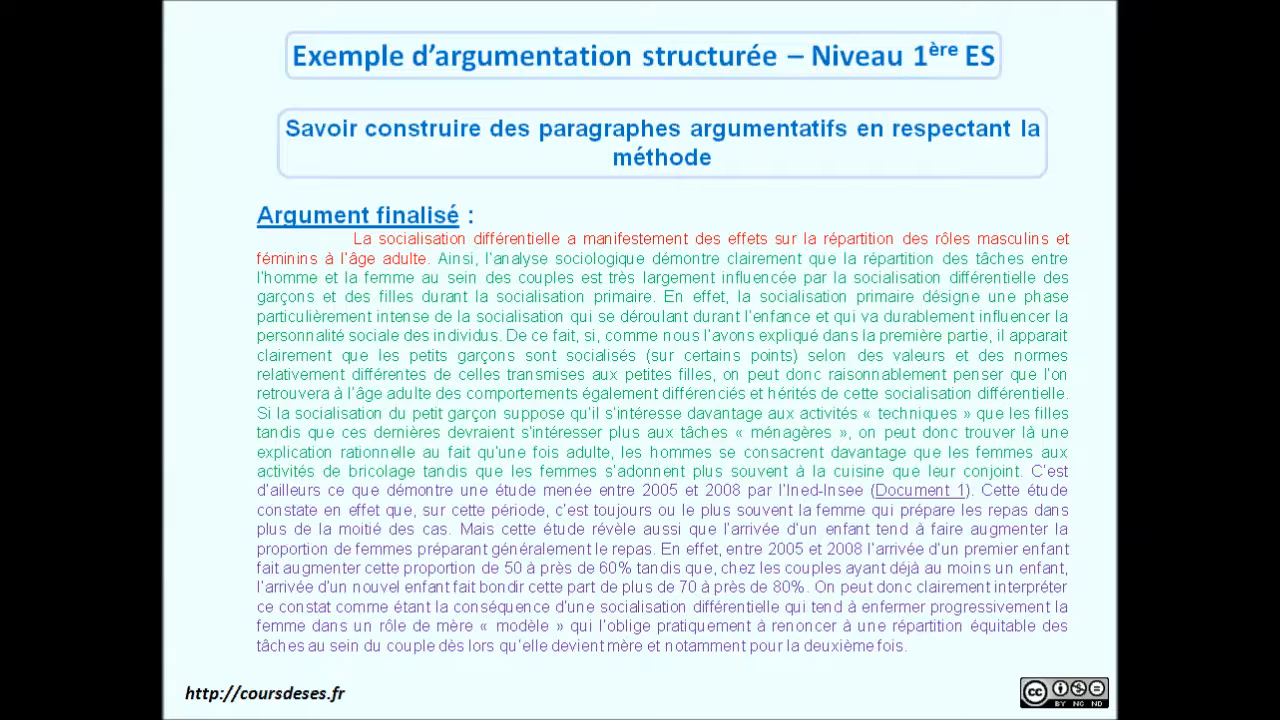 Exemple d’argumentation structurée – Niveau 1ère ES
Savoir construire des paragraphes argumentatifs en respectant la
méthode
Argument finalisé :
La socialisation différentielle a manifestement des effets sur la répartition des rôles masculins et
féminins à l’âge adulte. Ainsi, l’analyse sociologique démontre clairement que la répartition des tâches entre
l’homme et la femme au sein des couples est très largement influencée par la socialisation différentielle des
garçons et des filles durant la socialisation primaire. En effet, la socialisation primaire désigne une phase
particulièrement intense de la socialisation qui se déroulant durant l’enfance et qui va durablement influencer la
personnalité sociale des individus. De ce fait, si, comme nous l’avons expliqué dans la première partie, il apparait
clairement que les petits garçons sont socialisés (sur certains points) selon des valeurs et des normes
relativement différentes de celles transmises aux petites filles, on peut donc raisonnablement penser que l’on
retrouvera à l’âge adulte des comportements également différenciés et hérités de cette socialisation différentielle.
Si la socialisation du petit garçon suppose qu’il s’intéresse davantage aux activités « techniques » que les filles
tandis que ces dernières devraient s’intéresser plus aux tâches « ménagères », on peut donc trouver là une
explication rationnelle au fait qu’une fois adulte, les hommes se consacrent davantage que les femmes aux
activités de bricolage tandis que les femmes s’adonnent plus souvent à la cuisine que leur conjoint. C’est
d’ailleurs ce que démontre une étude menée entre 2005 et 2008 par l’Ined-Insee (Document 1). Cette étude
constate en effet que, sur cette période, c’est toujours ou le plus souvent la femme qui prépare les repas dans
plus de la moitié des cas. Mais cette étude révèle aussi que l’arrivée d’un enfant tend à faire augmenter la
proportion de femmes préparant généralement le repas. En effet, entre 2005 et 2008 l’arrivée d’un premier enfant
fait augmenter cette proportion de 50 à près de 60% tandis que, chez les couples ayant déjà au moins un enfant,
l’arrivée d’un nouvel enfant fait bondir cette part de plus de 70 à près de 80%. On peut donc clairement interpréter
ce constat comme étant la conséquence d’une socialisation différentielle qui tend à enfermer progressivement la
femme dans un rôle de mère « modèle » qui l’oblige pratiquement à renoncer à une répartition équitable des
tâches au sein du couple dès lors qu’elle devient mère et notamment pour la deuxième fois.
http://coursdeses.fr
cc
BY NC ND